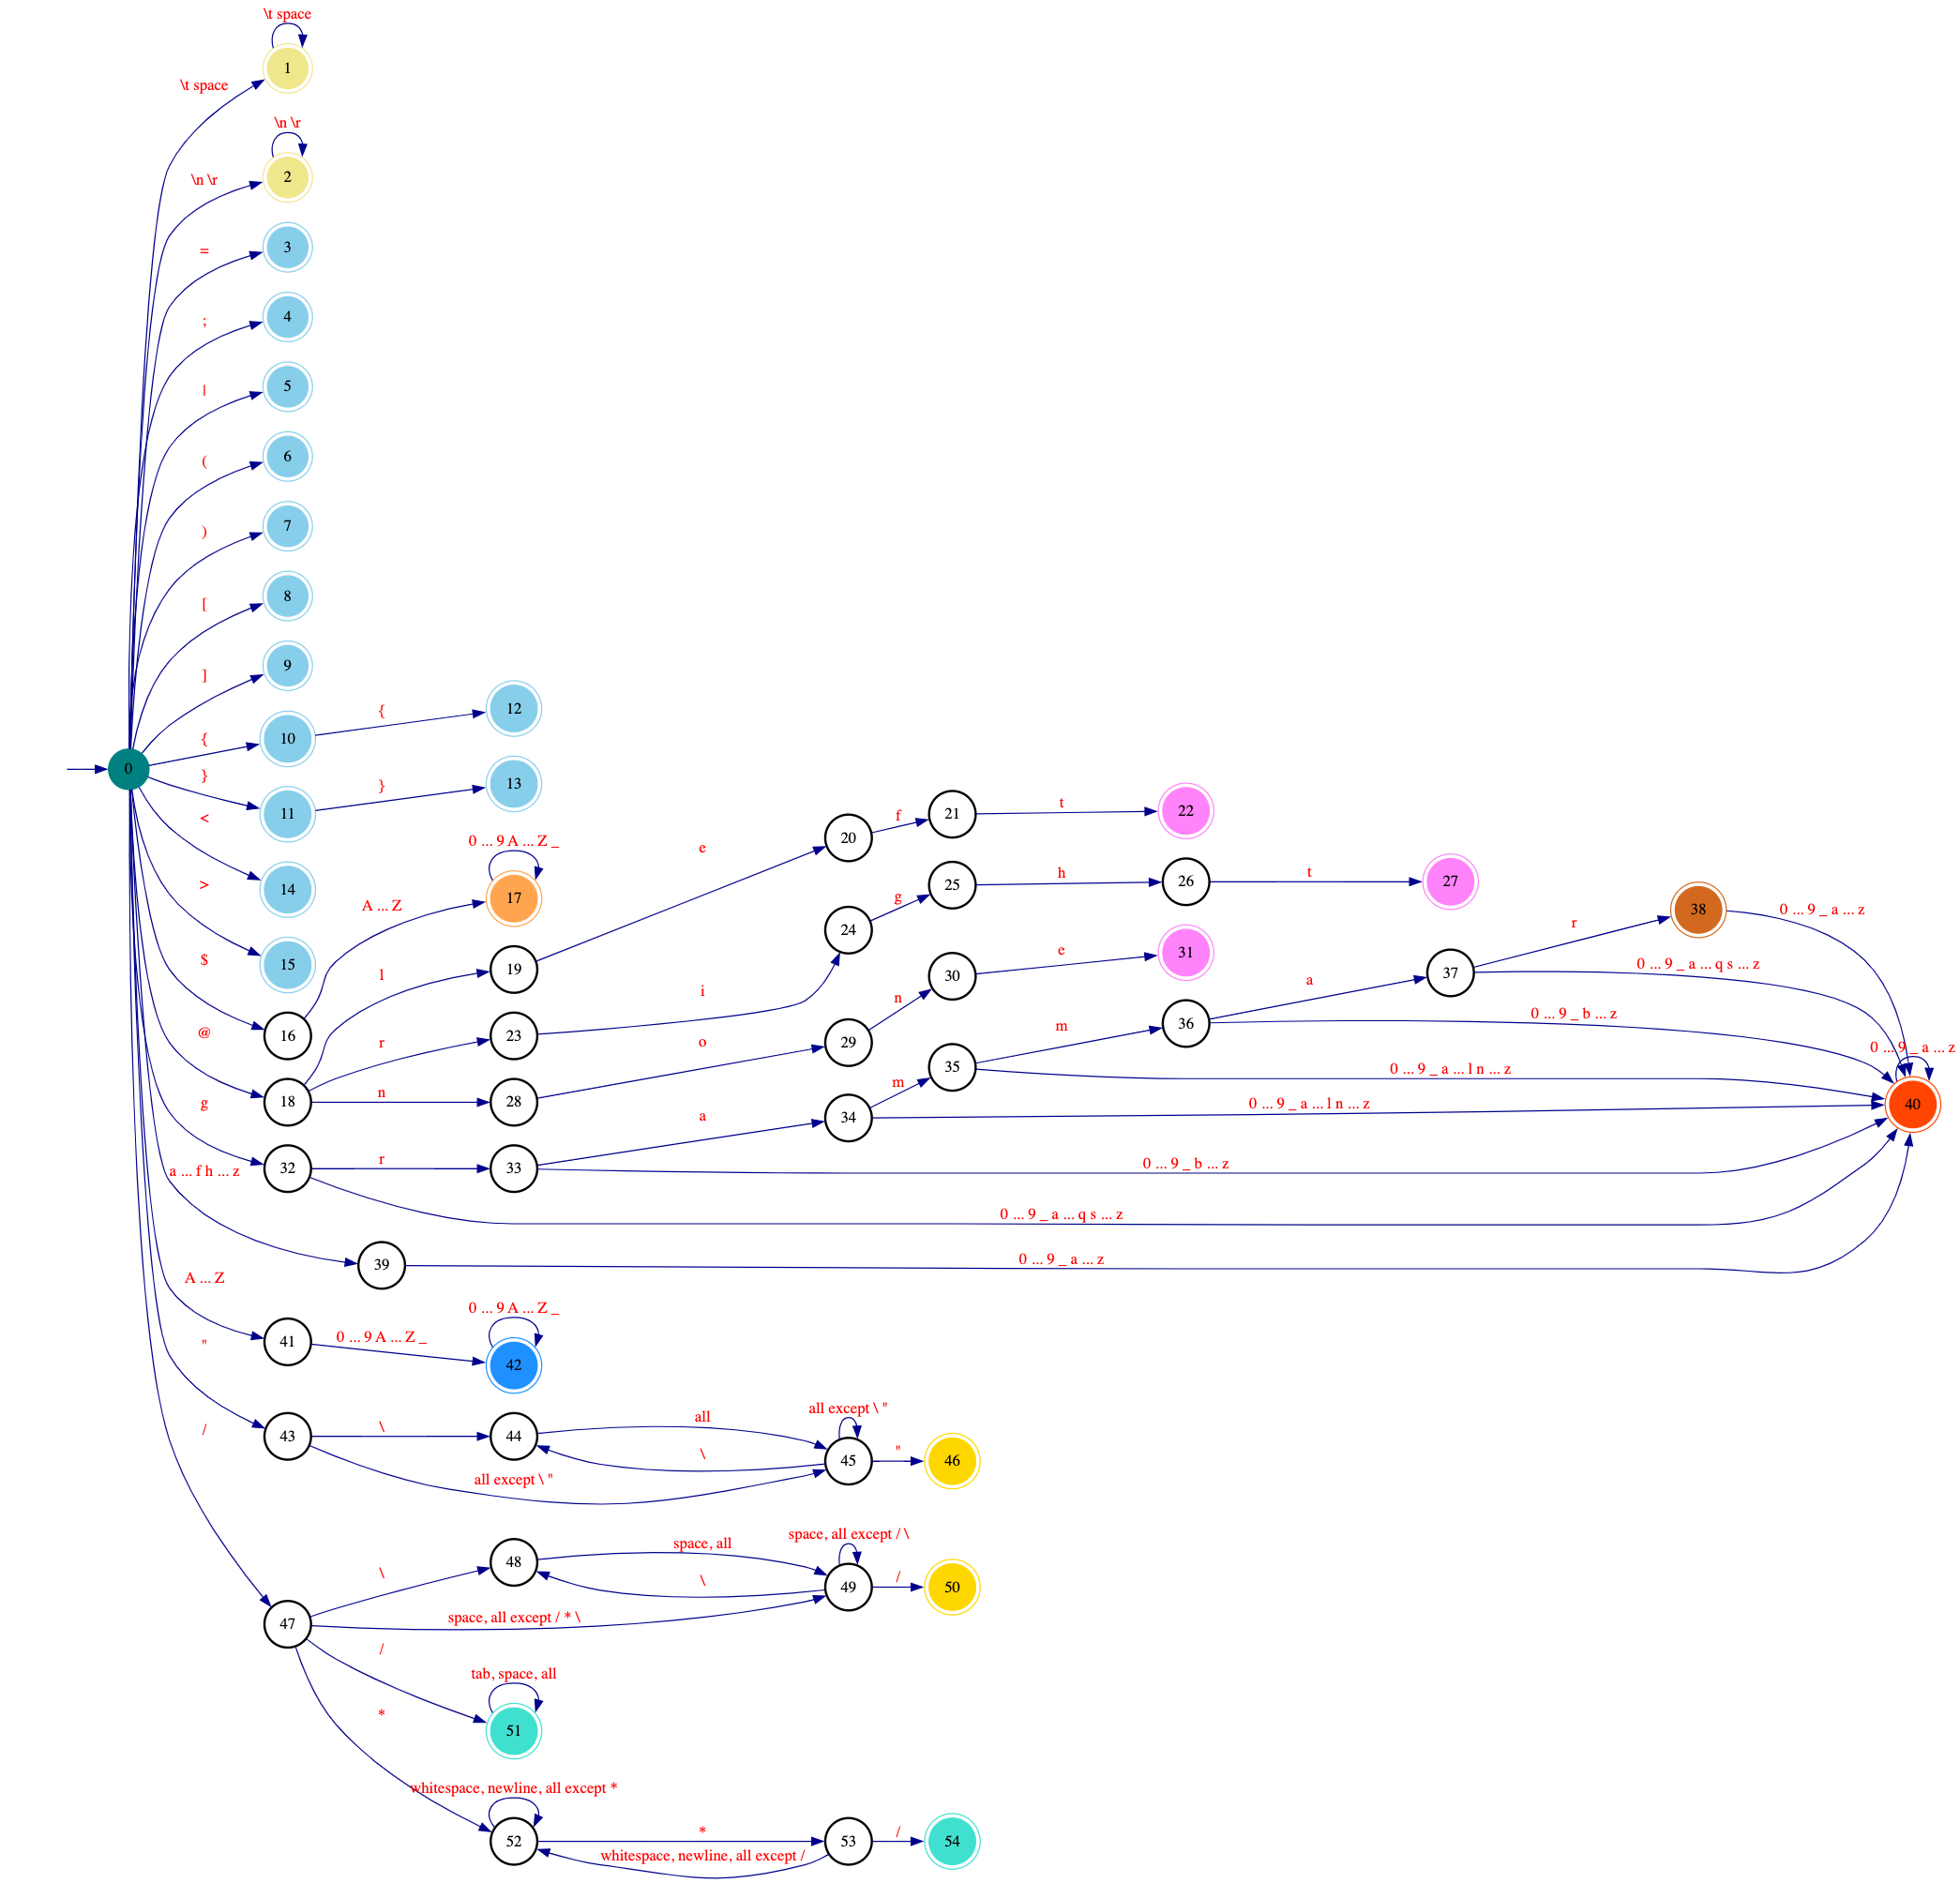 \t space
1
\t space
\n \r
2
\n \r
=
3
;
4
|
5
(
6
)
7
[
8
]
9
{
10
{
12
0
}
11
}
13
<
14
>
15
$
16
A ... Z
17
0 ... 9 A ... Z _
@
18
l
19
e
20
f
21
t
22
r
23
i
24
g
25
h
26
t
27
n
28
o
29
n
30
e
31
g
32
r
33
a
34
m
35
m
36
a
37
r
38
0 ... 9 _ a ... z
0 ... 9 _ a ... q s ... z
0 ... 9 _ b ... z
0 ... 9 _ a ... z
40
0 ... 9 _ a ... l n ... z
0 ... 9 _ a ... l n ... z
0 ... 9 _ b ... z
0 ... 9 _ a ... q s ... z
a ... f h ... z
39
0 ... 9 _ a ... z
A ... Z
41
0 ... 9 A ... Z _
42
0 ... 9 A ... Z _
"
43
\
44
all
\
45
all except \ "
"
46
all except \ "
/
47
\
48
space, all
\
49
space, all except / \
/
50
space, all except / * \
/
51
tab, space, all
*
52
whitespace, newline, all except *
*
53
/
54
whitespace, newline, all except /